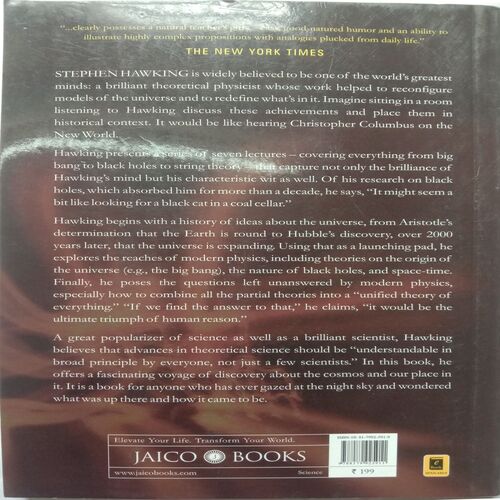 "...clearly possesses a natural teacher's gift good-natured humor and an ability to
illustrate highly complex propositions with analogies plucked from daily life."
THE NEW YORK TIMES
STEPHEN HAWKING is widely believed to be one of the world's greatest
minds: a brilliant theoretical physicist whose work helped to reconfigure
models of the universe and to redefine what's in it. Imagine sitting in a room
listening to Hawking discuss these achievements and place them in
historical context. It would be like hearing Christopher Columbus on the
New World.
Hawking presents a series of seven lectures – covering everything from big
bang to black holes to string theory – that capture not only the brilliance of
Hawking's mind but his characteristic wit as well. Of his research on black
holes, which absorbed him for more than a decade, he says, "It might seem a
bit like looking for a black cat in a coal cellar."
Hawking begins with a history of ideas about the universe, from Aristotle's
determination that the Earth is round to Hubble's discovery, over 2000
years later, that the universe is expanding. Using that as a launching pad, he
explores the reaches of modern physics, including theories on the origin of
the universe (e.g., the big bang), the nature of black holes, and space-time.
Finally, he poses the questions left unanswered by modern physics,
especially how to combine all the partial theories into a "unified theory of
everything." "If we find the answer to that," he claims, "it would be the
ultimate triumph of human reason."
A great popularizer of science as well as a brilliant scientist, Hawking
believes that advances in theoretical science should be "understandable in
broad principle by everyone, not just a few scientists." In this book, he
offers a fascinating voyage of discovery about the cosmos and our place in
it. It is a book for anyone who has ever gazed at the night sky and wondered
what was up there and how it came to be.
Elevate Your Life. Transform Your World.
JAICO BOOKS
www.jaicobooks.com
Science
₹ 199